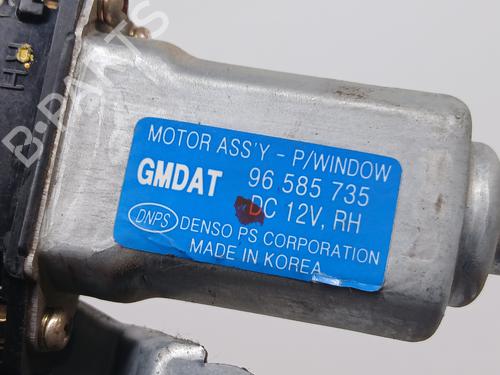 MOTOR ASS'Y - P/WINDOW
GMDAT 96 585 735
DC 12V, RH
DNPS DENSO PS CORPORATION
MADE IN KOREA
B-PARTS